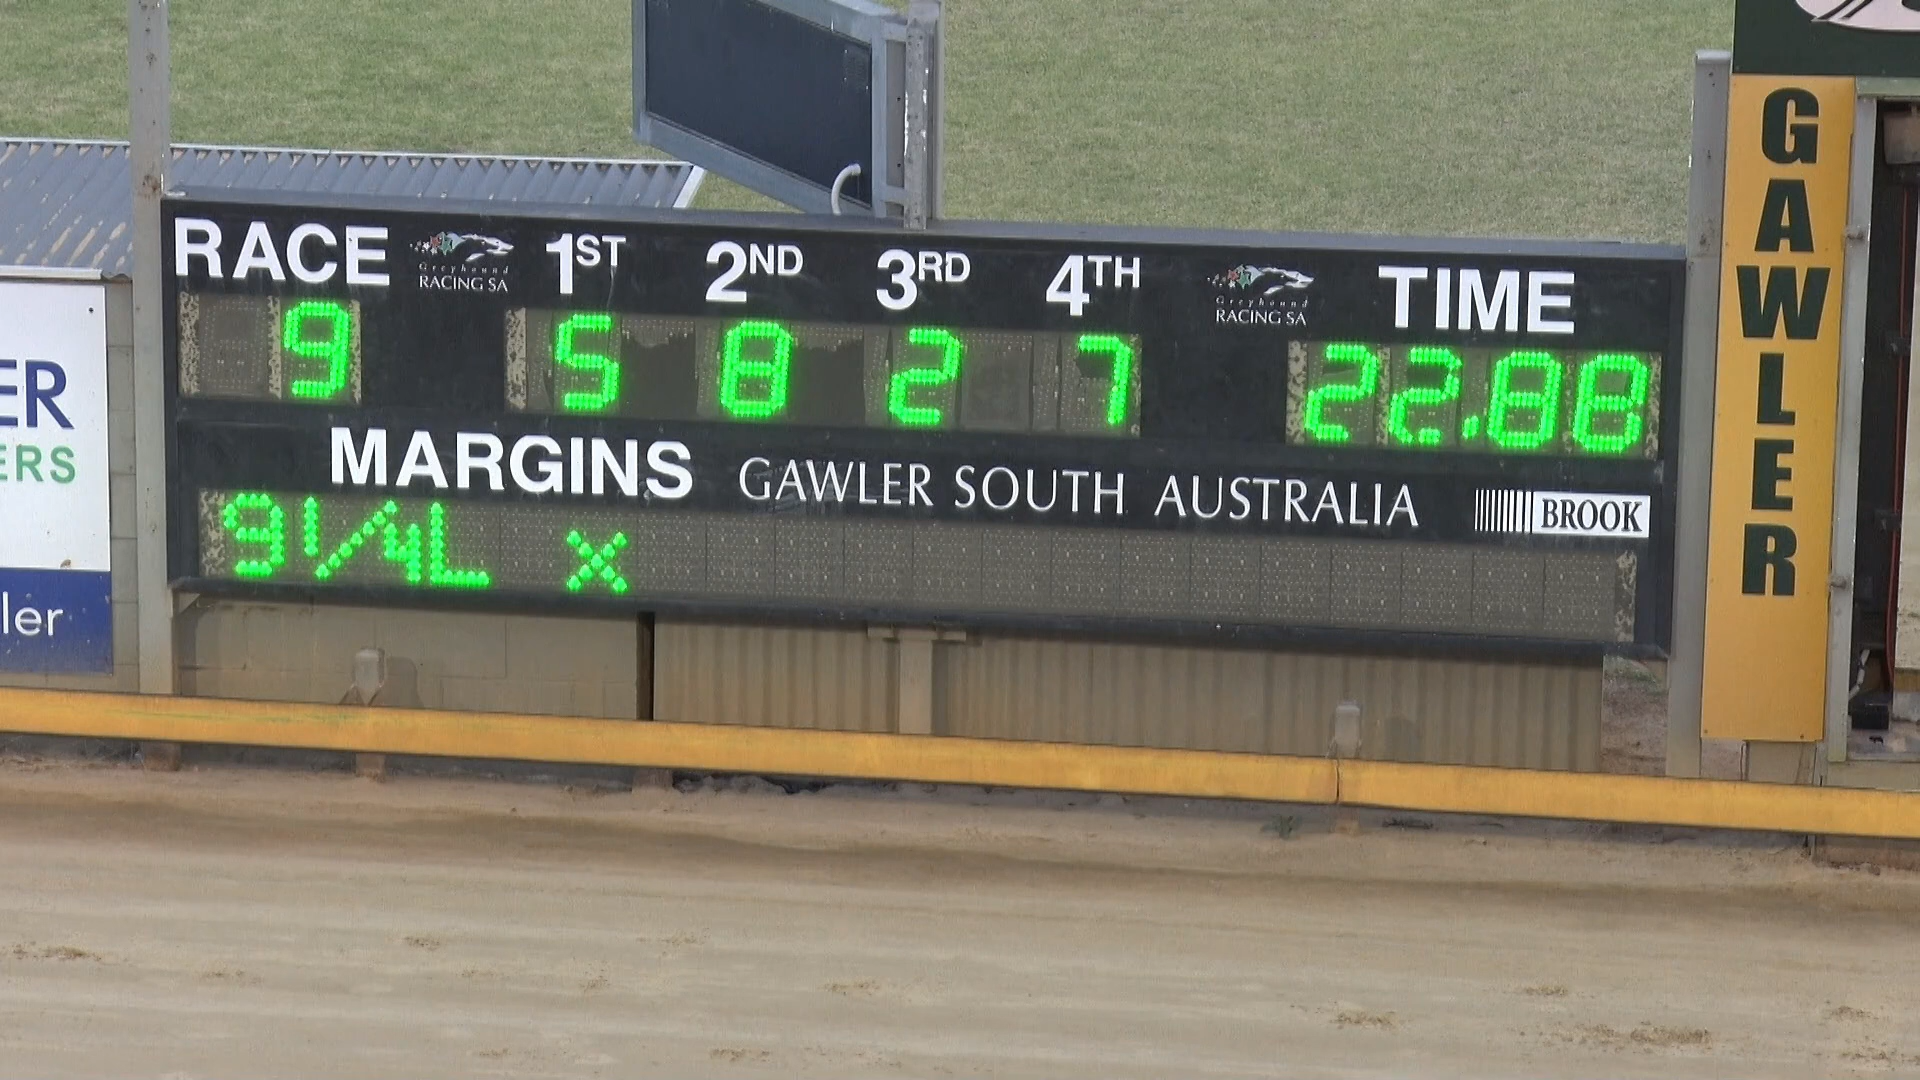 RACE 1ST 2ND 3RD 4TH TIME
Greyhound RACING SA
Greyhound RACING SA
9 5 8 2 7 22.88
MARGINS GAWLER SOUTH AUSTRALIA BROOK
9 1/4L X
GAWLER
ER
ERS
ler